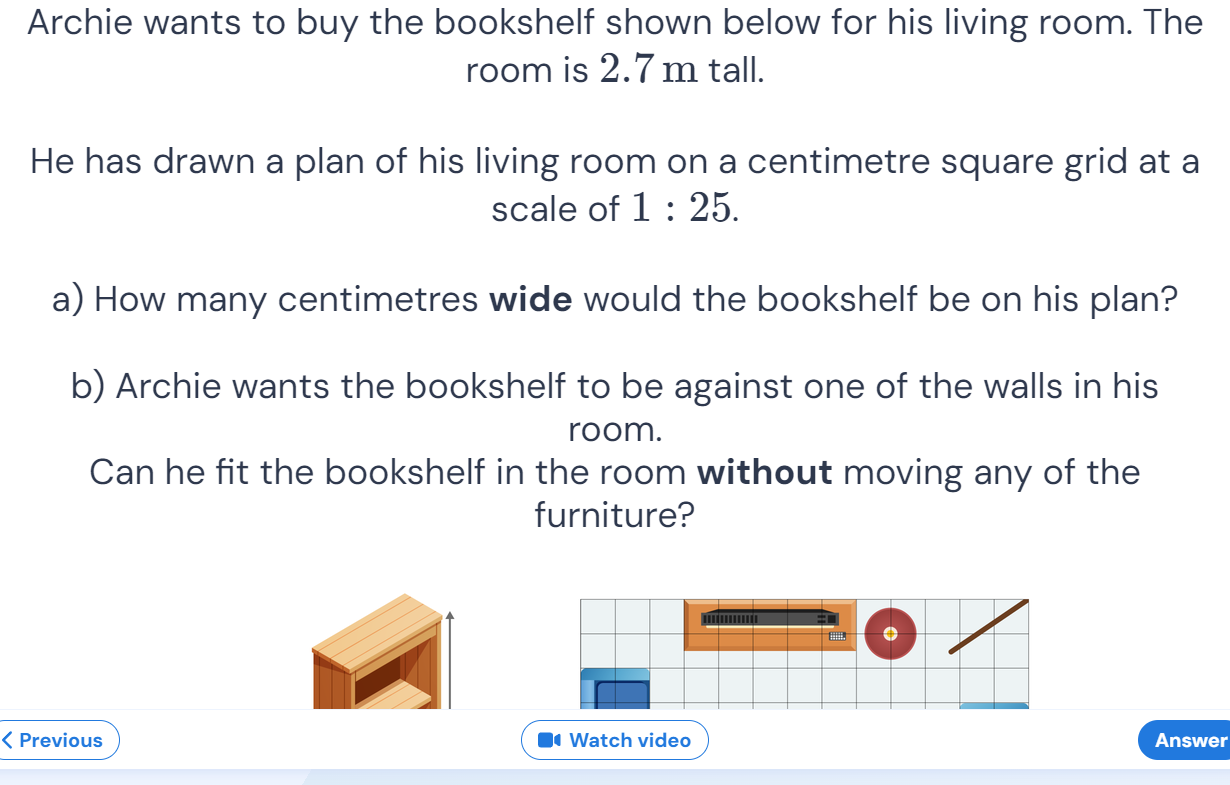 Archie wants to buy the bookshelf shown below for his living room. The
room is 2.7 m tall.
He has drawn a plan of his living room on a centimetre square grid at a
scale of 1 : 25.
a) How many centimetres wide would the bookshelf be on his plan?
b) Archie wants the bookshelf to be against one of the walls in his
room.
Can he fit the bookshelf in the room without moving any of the
furniture?
Previous
Watch video
Answer